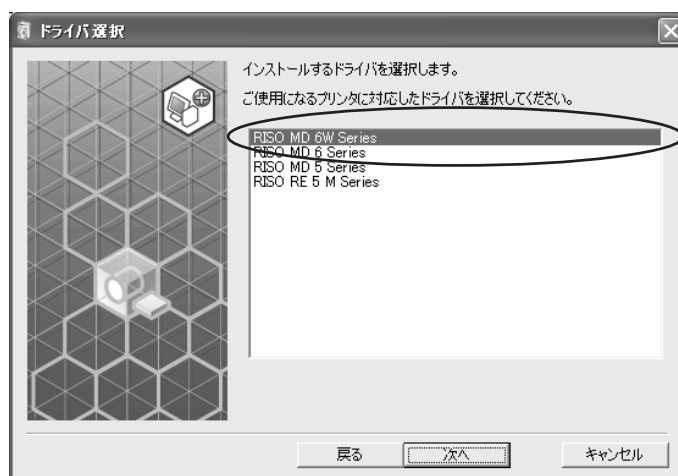 ドライバ選択
インストールするドライバを選択します。
ご使用になるプリンタに対応したドライバを選択してください。
RISO MD 6W Series
RISO MD 6 Series
RISO MD 5 Series
RISO RE 5 M Series
戻る
次へ
キャンセル